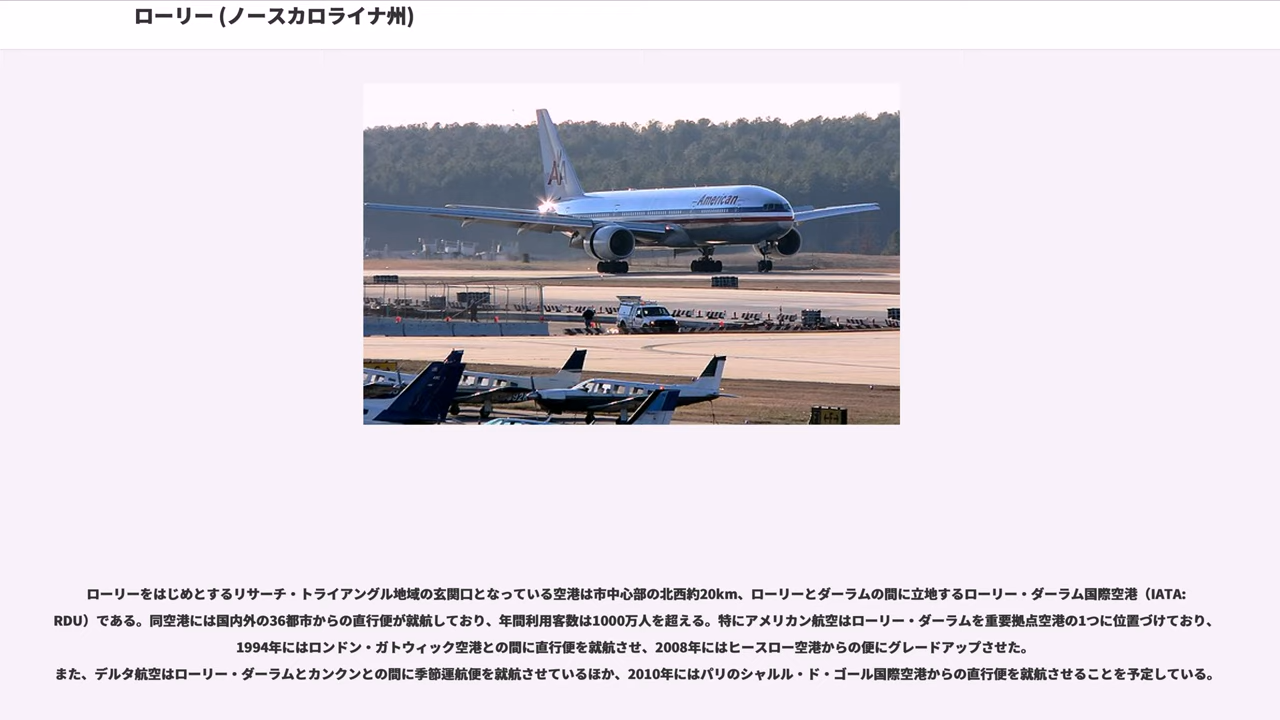 ローリー (ノースカロライナ州)
American
AA
ローリーをはじめとするリサーチ・トライアングル地域の玄関口となっている空港は市中心部の北西約20km、ローリーとダーラムの間に立地するローリー・ダーラム国際空港（IATA:
RDU）である。同空港には国内外の36都市からの直行便が就航しており、年間利用客数は1000万人を超える。特にアメリカン航空はローリー・ダーラムを重要拠点空港の1つに位置づけており、
1994年にはロンドン・ガトウィック空港との間に直行便を就航させ、2008年にはヒースロー空港からの便にグレードアップさせた。
また、デルタ航空はローリー・ダーラムとカンクンとの間に季節運航便を就航させているほか、2010年にはパリのシャルル・ド・ゴール国際空港からの直行便を就航させることを予定している。